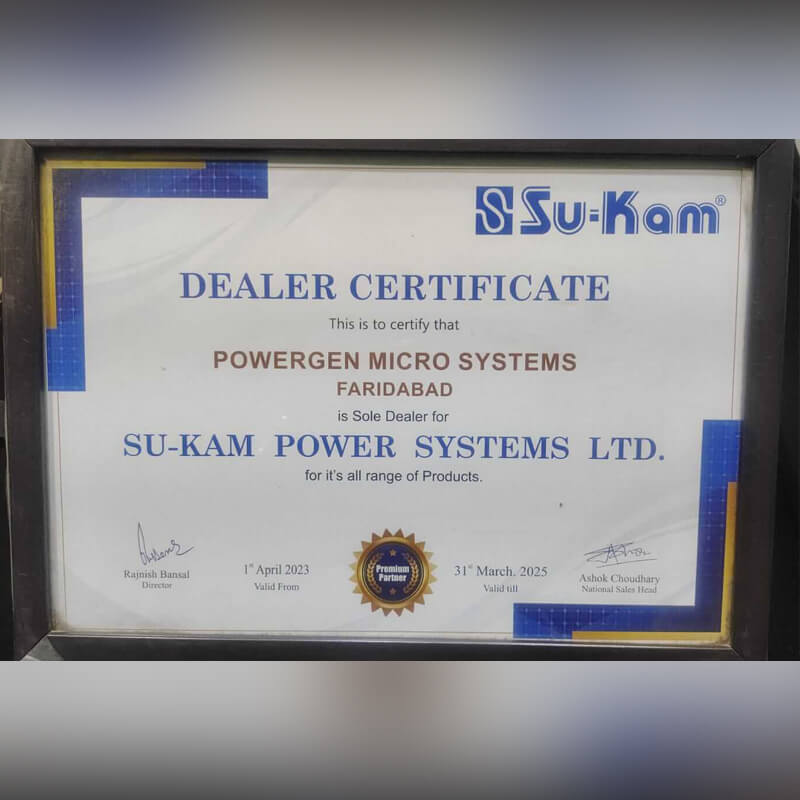 Su-Kam®
DEALER CERTIFICATE
This is to certify that
POWERGEN MICRO SYSTEMS
FARIDABAD
is Sole Dealer for
SU-KAM POWER SYSTEMS LTD.
for it's all range of Products.
Rajnish Bansal
Director
1st April 2023
Valid From
Premium
Partner
31st March. 2025
Valid till
Ashok Choudhary
National Sales Head